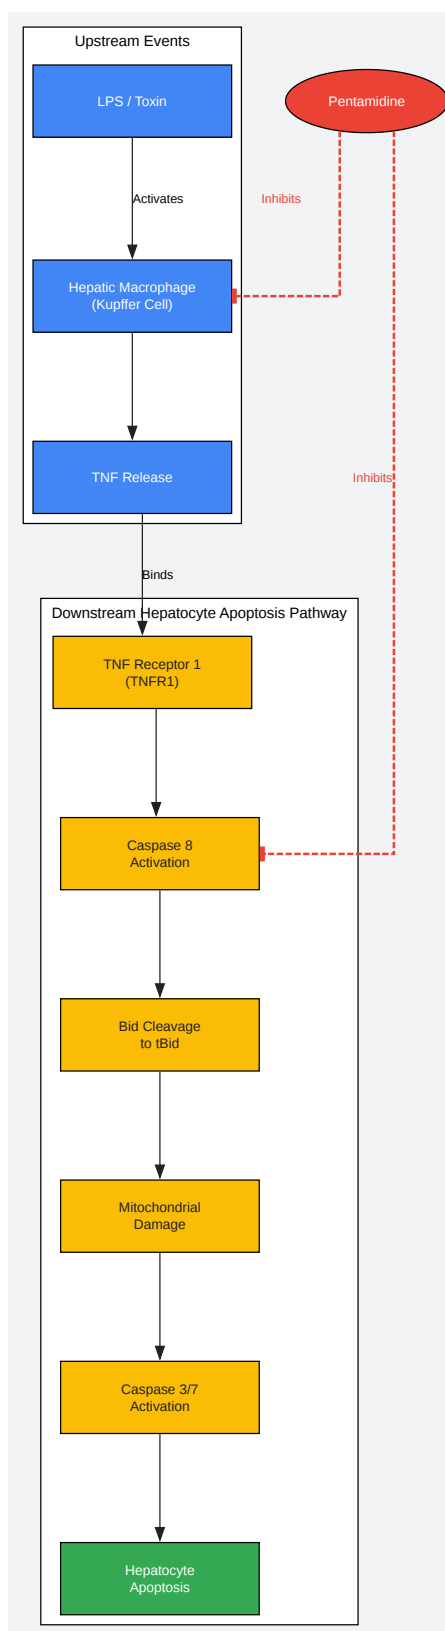 Upstream Events
LPS / Toxin
Pentamidine
Activates
Inhibits
Hepatic Macrophage
(Kupffer Cell)
TNF Release
Inhibits
Binds
Downstream Hepatocyte Apoptosis Pathway
TNF Receptor 1
(TNFR1)
Caspase 8
Activation
Bid Cleavage
to tBid
Mitochondrial
Damage
Caspase 3/7
Activation
Hepatocyte
Apoptosis